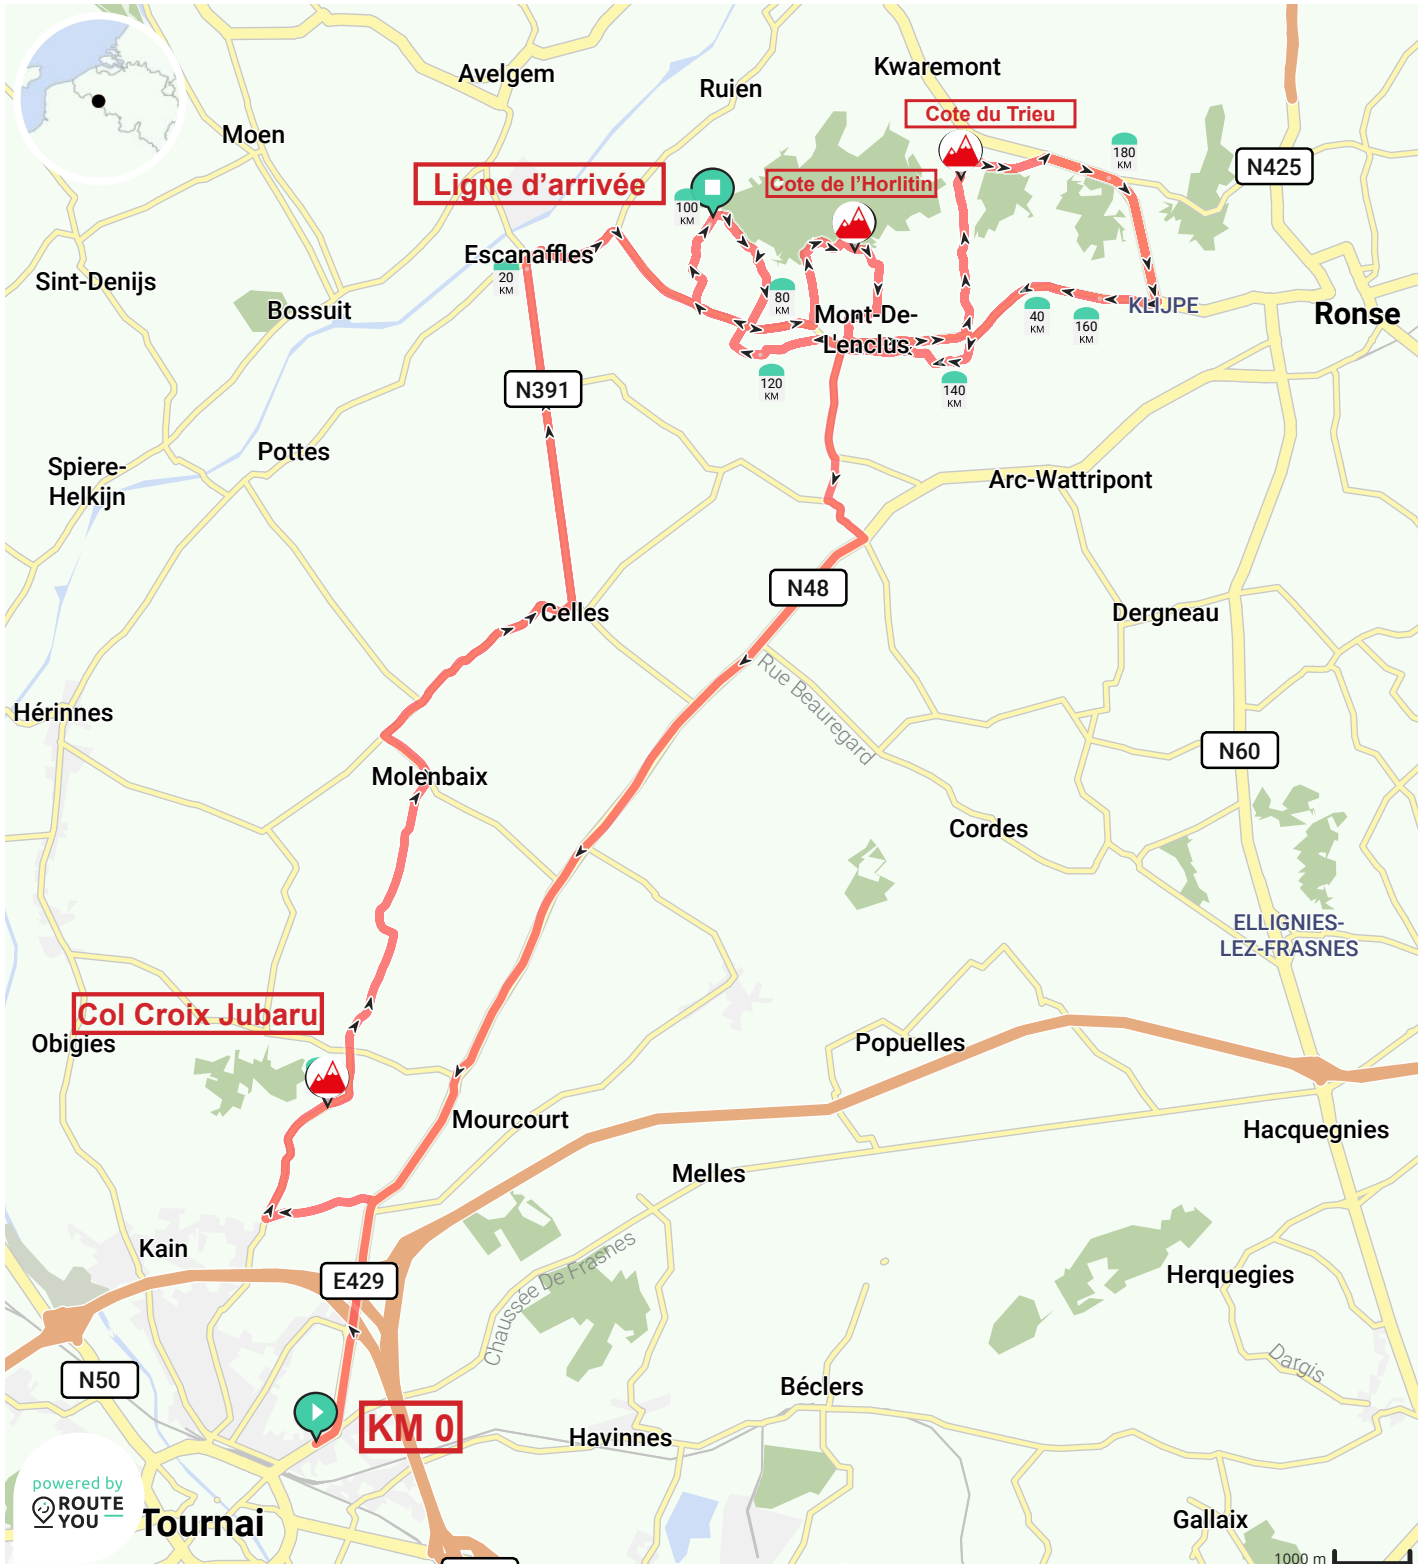 Avelgem
Kwaremont
Ruien
Cote du Trieu
Moen
180
KM
N425
Ligne d'arrivée
Cote de l'Horlitin
100
KM
Escanaffles
20
KM
Sint-Denijs
Bossuit
80
KM
Mont-De-
Lenclus
40
KM
160
KM
KLIJPE
Ronse
120
KM
140
KM
N391
Pottes
Spiere-
Helkijn
Arc-Wattripont
N48
Celles
Dergneau
Rue Beauregard
Hérinnes
N60
Molenbaix
Cordes
ELLIGNIES-
LEZ-FRASNES
Col Croix Jubaru
Obigies
Popuelles
Mourcourt
Hacquegnies
Melles
Kain
Chaussée De Frasnes
E429
Herquegies
Dargis
N50
Béclers
KM 0
Havinnes
powered by
ROUTE
YOU
Tournai
Gallaix
1000 m